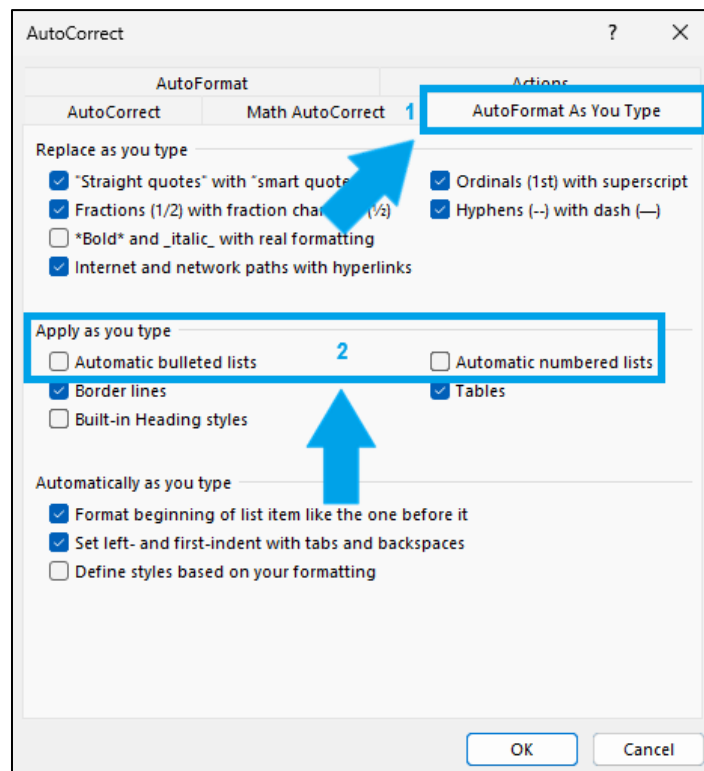 AutoCorrect ? ×
AutoFormat Actions
AutoCorrect Math AutoCorrect 1 AutoFormat As You Type
Replace as you type
"Straight quotes" with “smart quote Ordinals (1st) with superscript
Fractions (1/2) with fraction cha (½) Hyphens (--) with dash (—)
*Bold* and _italic_ with real formatting
Internet and network paths with hyperlinks
Apply as you type
Automatic bulleted lists 2 Automatic numbered lists
Border lines Tables
Built-in Heading styles
Automatically as you type
Format beginning of list item like the one before it
Set left- and first-indent with tabs and backspaces
Define styles based on your formatting
OK Cancel